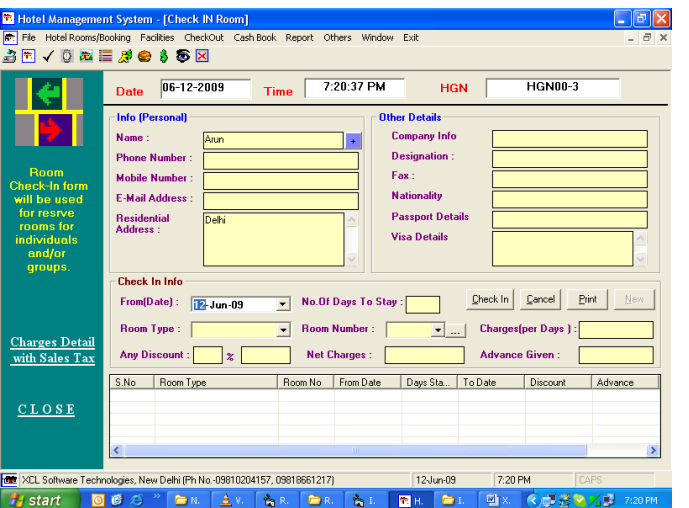 Hotel Management System - [Check IN Room]
File Hotel Rooms/Booking Facilities CheckOut Cash Book Report Others Window Exit
Date 06-12-2009 Time 7:20:37 PM HGN HGN00-3
Room
Check-In form
will be used
for resrve
rooms for
individuals
and/or
groups.
Charges Detail
with Sales Tax
CLOSE
Info (Personal)
Name : Arun +
Phone Number :
Mobile Number :
E-Mail Address :
Residential
Address :
Delhi
Other Details
Company Info
Designation :
Fax :
Nationality
Passport Details
Visa Details
Check In Info
From(Date) : 12-Jun-09 No.Of Days To Stay : Check In Cancel Print New
Room Type : Room Number : ... Charges(per Days ) :
Any Discount : % Net Charges : Advance Given :
S.No Room Type Room No From Date Days Sta... To Date Discount Advance
XCL Software Technologies, New Delhi (Ph No.-09810204157, 09818661217) 12-Jun-09 7:20 PM CAPS
start » N. V. R. R. I. H. I. X. 7:20 PM